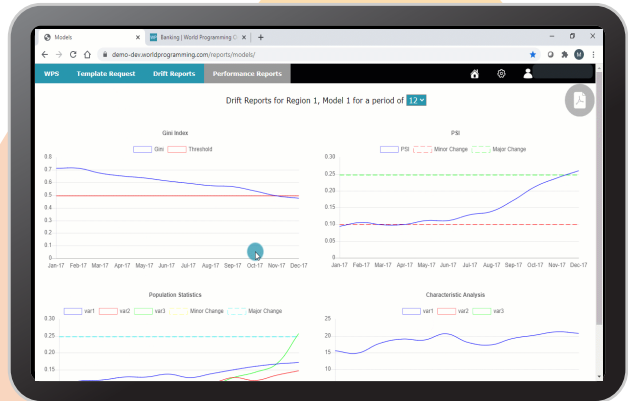 Models
Banking | World Programming C
demo-dev.worldprogramming.com/reports/models/
M
WPS Template Request Drift Reports Performance Reports
Drift Reports for Region 1, Model 1 for a period of 12
Gini Index
Gini Threshold
0.8
0.7
0.6
0.5
0.4
0.3
0.2
0.1
0
Jan-17 Feb-17 Mar-17 Apr-17 May-17 Jun-17 Jul-17 Aug-17 Sep-17 Oct-17 Nov-17 Dec-17
PSI
PSI Minor Change Major Change
0.30
0.25
0.20
0.15
0.10
0.05
0
Jan-17 Feb-17 Mar-17 Apr-17 May-17 Jun-17 Jul-17 Aug-17 Sep-17 Oct-17 Nov-17 Dec-17
Population Statistics
var1 var2 var3 Minor Change Major Change
0.30
0.25
0.20
0.15
Characteristic Analysis
var1 var2 var3
25
20
15
10